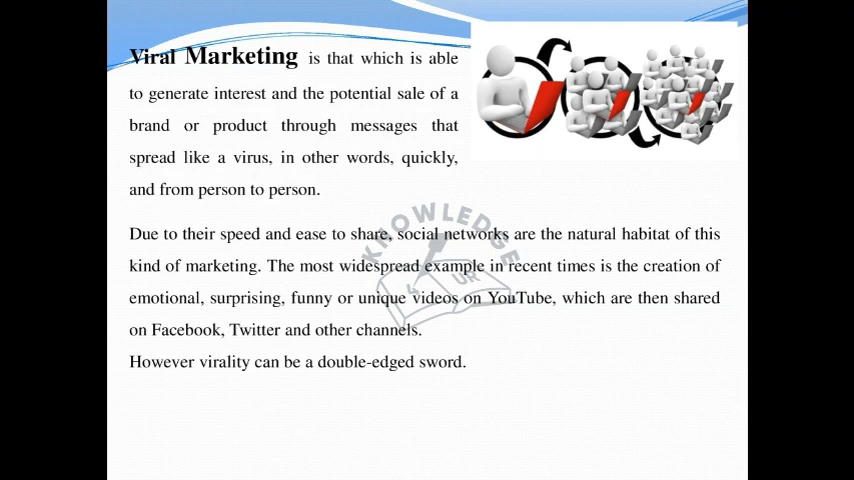 Viral Marketing is that which is able
to generate interest and the potential sale of a
brand or product through messages that
spread like a virus, in other words, quickly,
and from person to person.
KNOWLEDGE
4 UR
Due to their speed and ease to share, social networks are the natural habitat of this
kind of marketing. The most widespread example in recent times is the creation of
emotional, surprising, funny or unique videos on YouTube, which are then shared
on Facebook, Twitter and other channels.
However virality can be a double-edged sword.